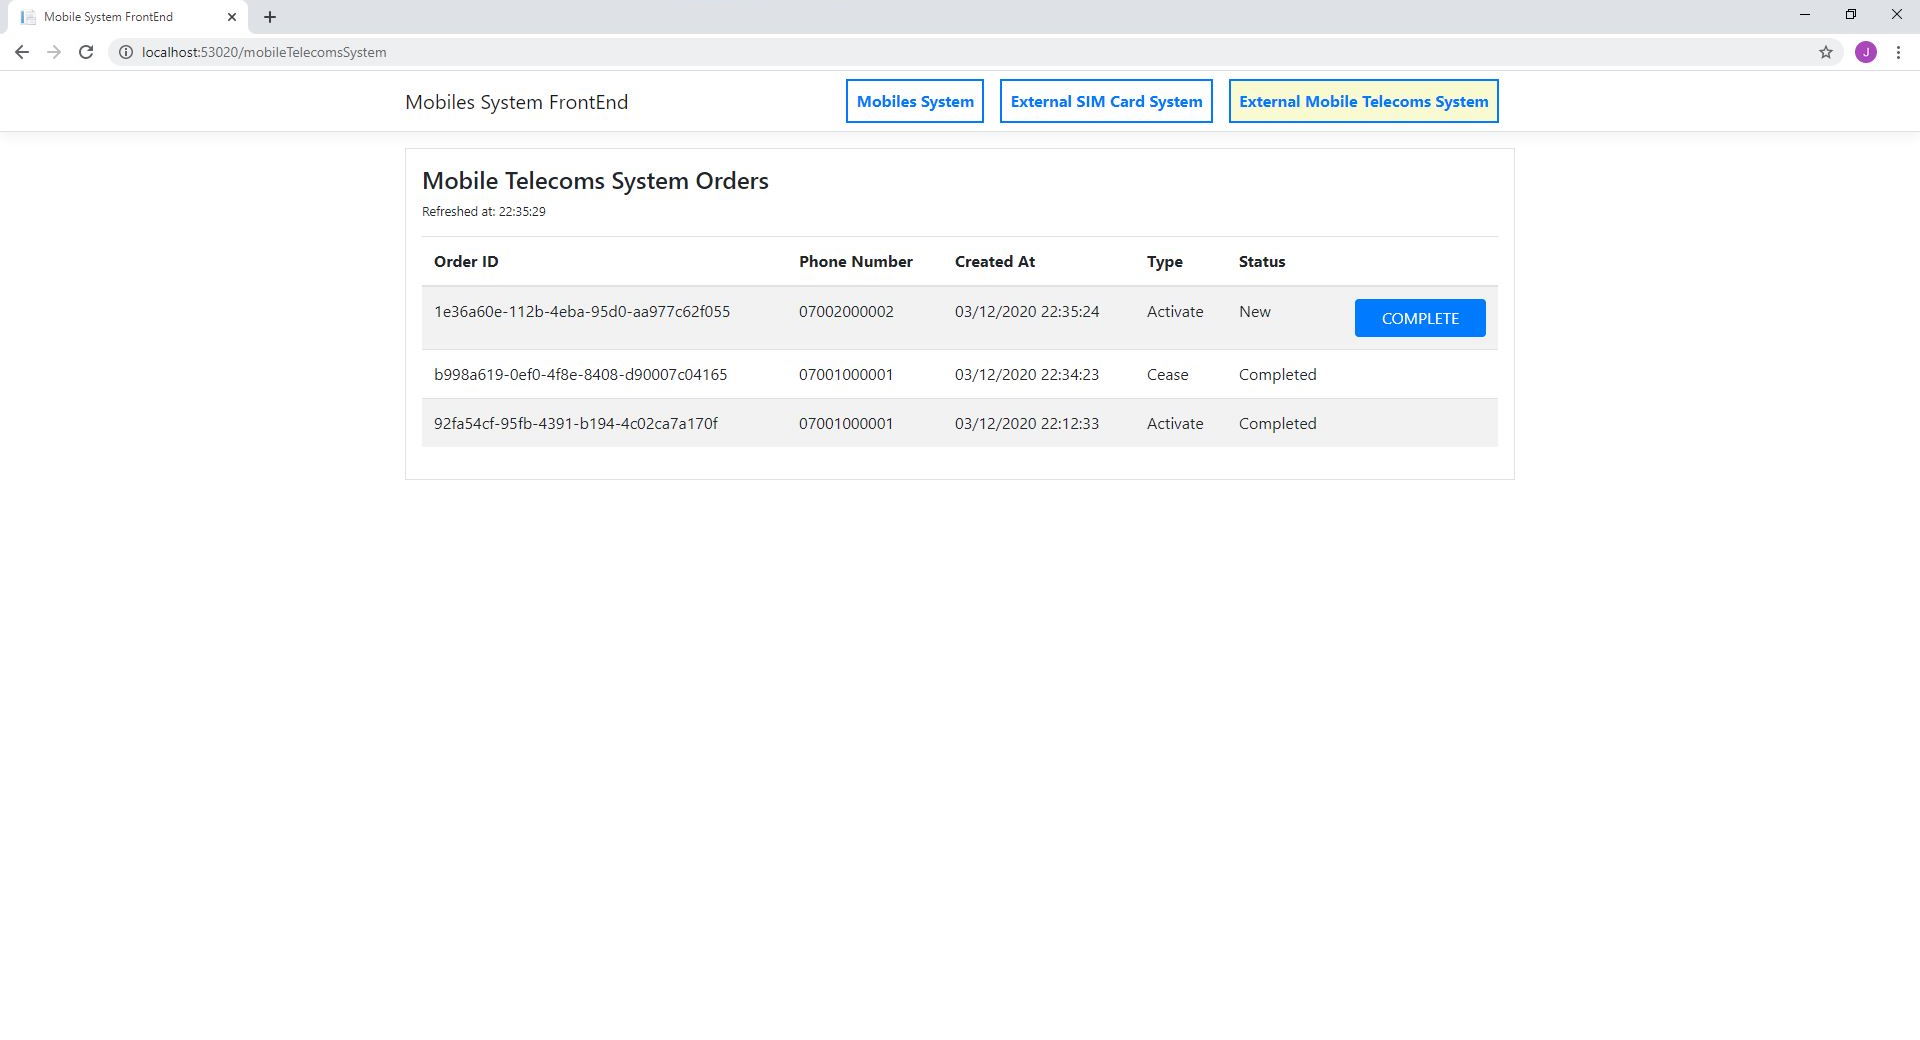 Mobile System FrontEnd
localhost:53020/mobileTelecomsSystem
J
Mobiles System FrontEnd
Mobiles System
External SIM Card System
External Mobile Telecoms System
Mobile Telecoms System Orders
Refreshed at: 22:35:29
Order ID Phone Number Created At Type Status
1e36a60e-112b-4eba-95d0-aa977c62f055 07002000002 03/12/2020 22:35:24 Activate New COMPLETE
b998a619-0ef0-4f8e-8408-d90007c04165 07001000001 03/12/2020 22:34:23 Cease Completed
92fa54cf-95fb-4391-b194-4c02ca7a170f 07001000001 03/12/2020 22:12:33 Activate Completed